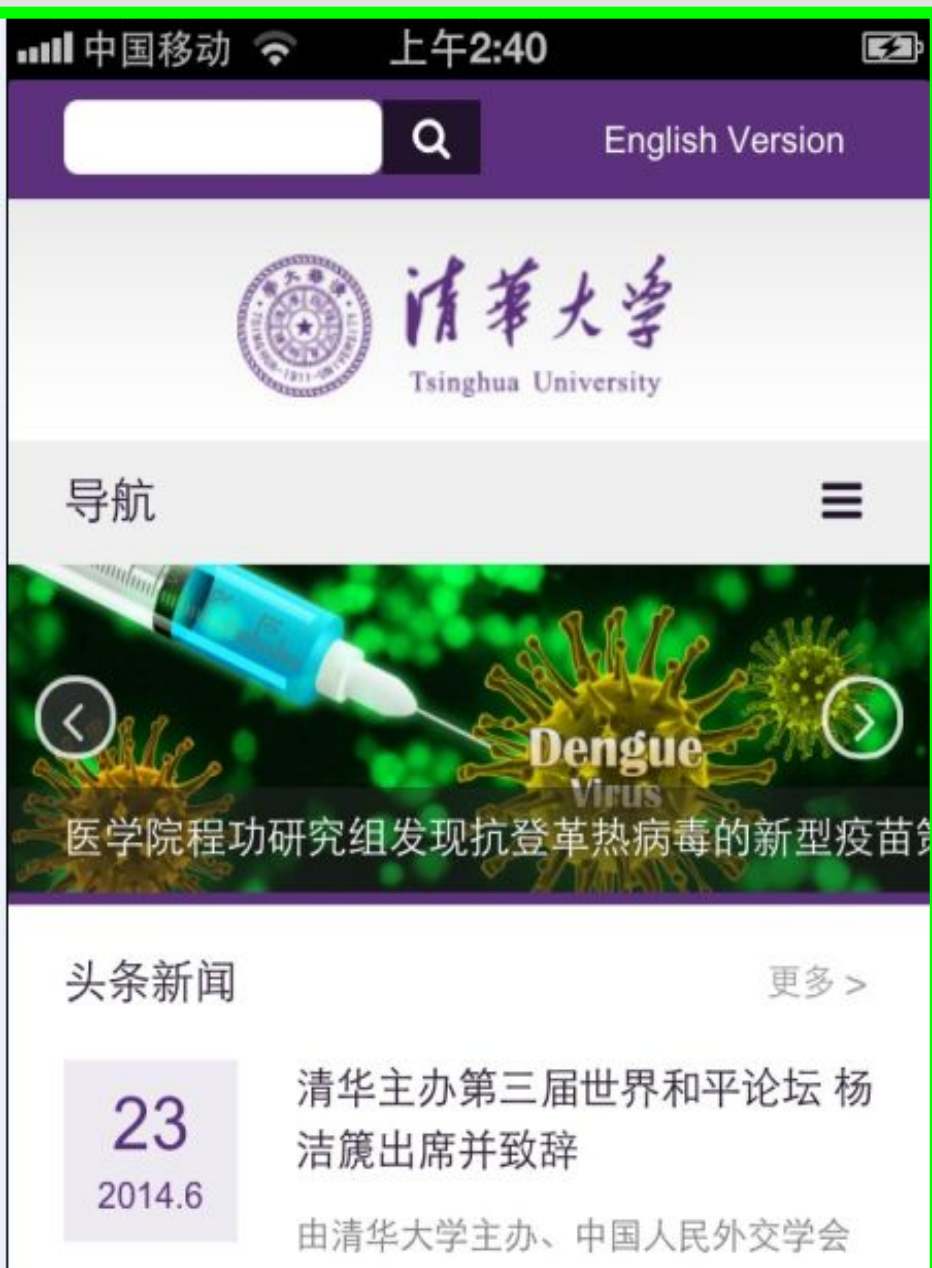 中国移动 上午2:40
English Version
清華大学
Tsinghua University
导航
Dengue
Virus
医学院程功研究组发现抗登革热病毒的新型疫苗
头条新闻 更多 >
23
2014.6
清华主办第三届世界和平论坛 杨
洁篪出席并致辞
由清华大学主办、中国人民外交学会